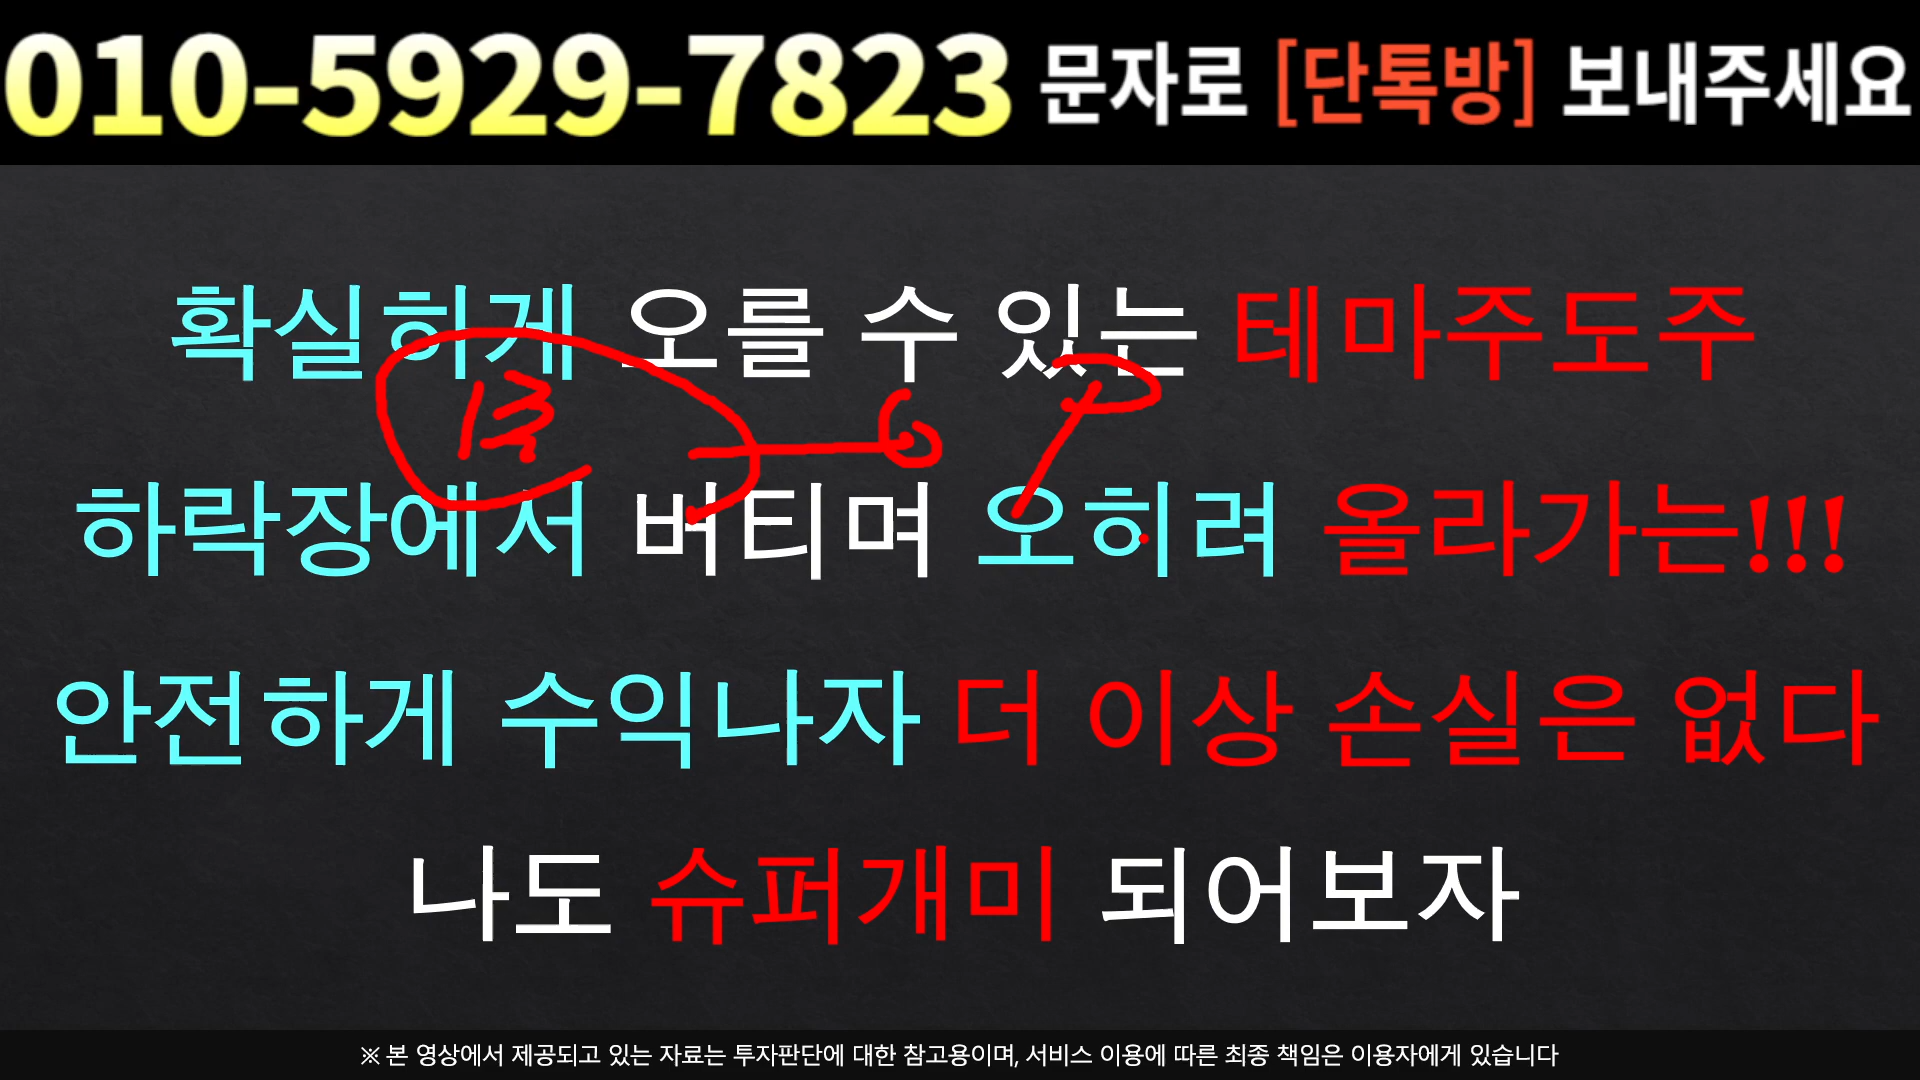 010-5929-7823 문자로 [단톡방] 보내주세요
확실하게 오를 수 있는 테마주도주
하락장에서 버티며 오히려 올라가는!!!
안전하게 수익나자 더 이상 손실은 없다
나도 슈퍼개미 되어보자
※ 본 영상에서 제공되고 있는 자료는 투자판단에 대한 참고용이며, 서비스 이용에 따른 최종 책임은 이용자에게 있습니다